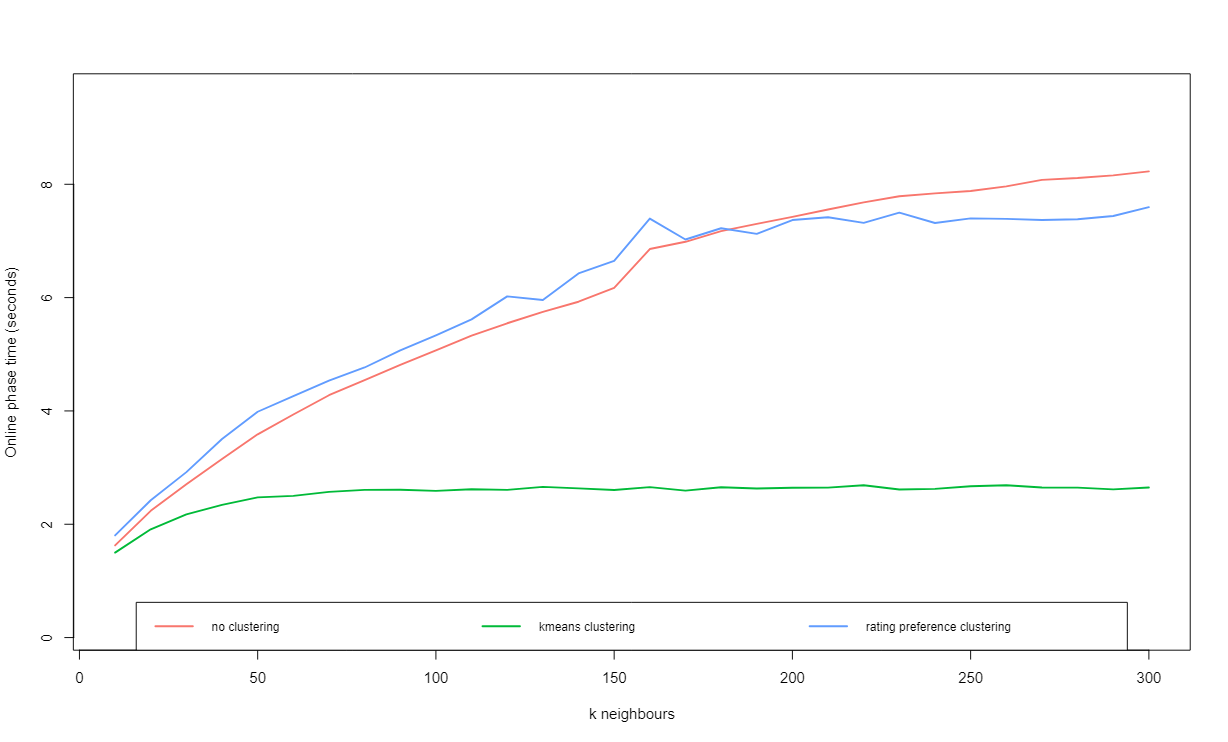 Online phase time (seconds)
8
6
4
2
0
no clustering kmeans clustering rating preference clustering
0 50 100 150 200 250 300
k neighbours